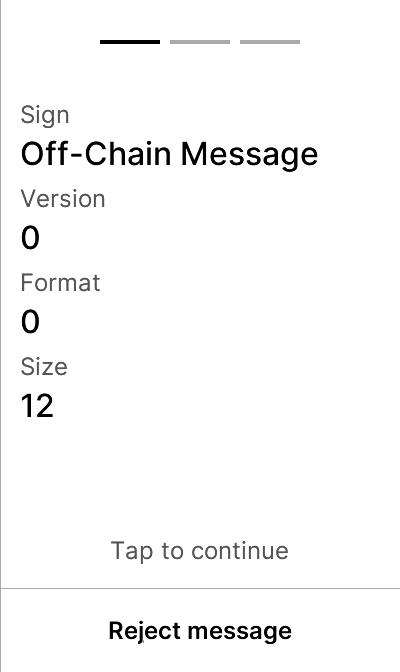 Sign
Off-Chain Message
Version
0
Format
0
Size
12
Tap to continue
Reject message